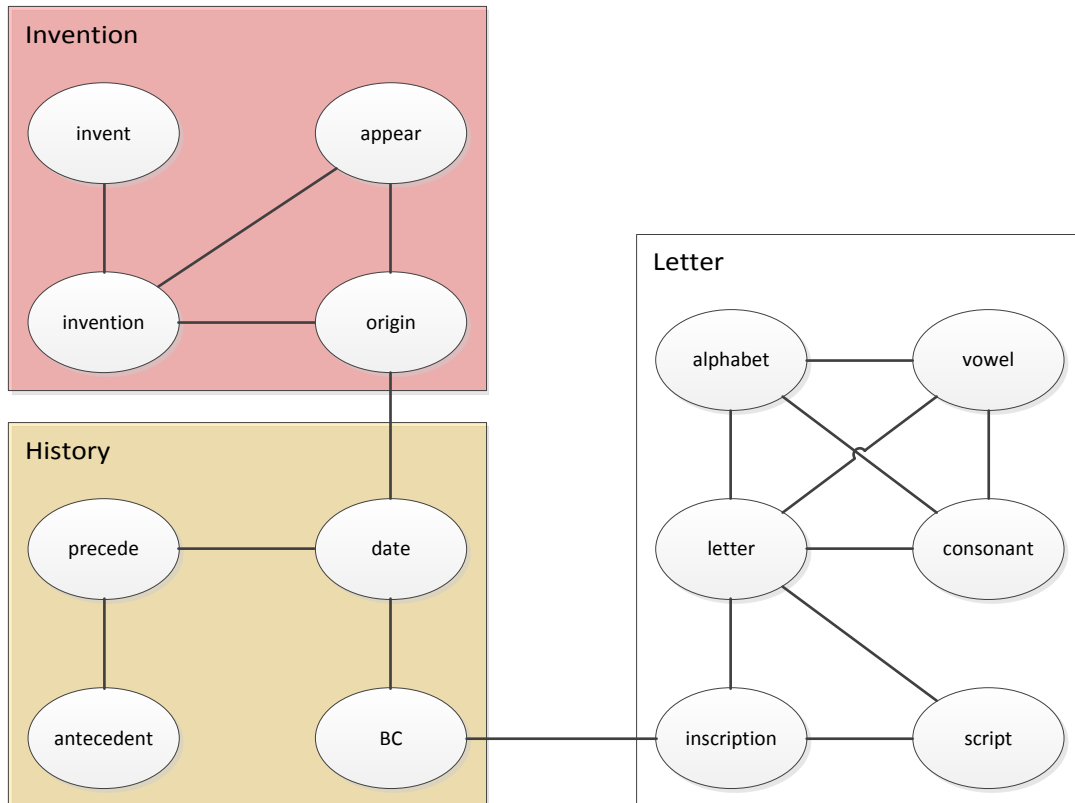 Invention
invent
appear
invention
origin
History
precede
date
antecedent
BC
Letter
alphabet
vowel
letter
consonant
inscription
script